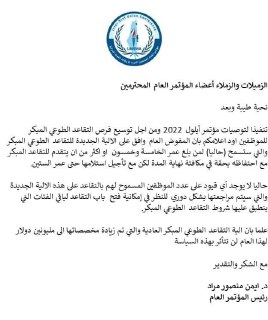 الزميلات والزملاء أعضاء المؤتمر العام المحترمين
تحية طيبة وبعد
تنفيذا لتوصيات مؤتمر أيلول 2022 ومن اجل توسيع فرص التقاعد الطوعي المبكر
للموظفين اود اعلامكم بان المفوض العام وافق على الالية الجديدة للتقاعد الطوعي المبكر
والتي ستسمح (حاليا) لمن بلغ عمر الخامسة وخمسون او اكثر من ان يتقدم للتقاعد المبكر
مع احتفاظه بحقه في مكافئة نهاية المدة لكن مع تأجيل استلامها حتى عمر الستين.
حاليا لا يوجد أي قيود على عدد الموظفين المسموح لهم بالتقاعد على هذه الالية الجديدة
والتي سيتم مراجعتها بشكل دوري للنظر في إمكانية فتح باب التقاعد لباقي الفئات التي
ينطبق عليها شروط التقاعد الطوعي المبكر.
علما بان الية التقاعد الطوعي المبكر العادية والتي تم زيادة مخصصاتها الى مليونين دولار
لهذا العام لن تتأثر بهذه السياسة
مع الشكر والتقدير
د. ايمن منصور مراد
رئيس المؤتمر العام